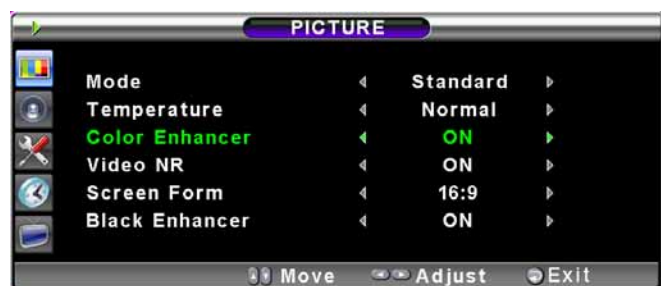 PICTURE
Mode Standard
Temperature Normal
Color Enhancer ON
Video NR ON
Screen Form 16:9
Black Enhancer ON
Move Adjust Exit